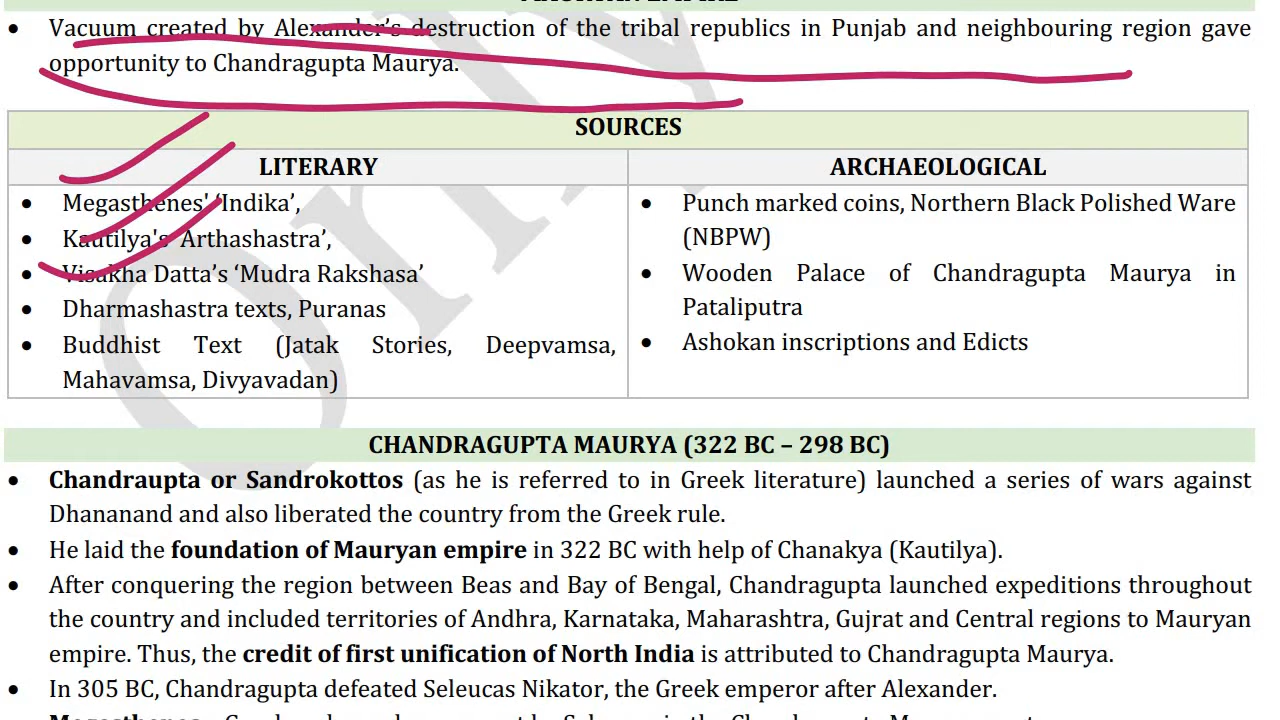 MAURYAN EMPIRE
• Vacuum created by Alexander’s destruction of the tribal republics in Punjab and neighbouring region gave
opportunity to Chandragupta Maurya.
SOURCES
LITERARY
• Megasthenes' ‘Indika’,
• Kautilya's ‘Arthashastra’,
• Visakha Datta’s ‘Mudra Rakshasa’
• Dharmashastra texts, Puranas
• Buddhist Text (Jatak Stories, Deepvamsa,
Mahavamsa, Divyavadan)
ARCHAEOLOGICAL
• Punch marked coins, Northern Black Polished Ware
(NBPW)
• Wooden Palace of Chandragupta Maurya in
Pataliputra
• Ashokan inscriptions and Edicts
CHANDRAGUPTA MAURYA (322 BC – 298 BC)
• Chandraupta or Sandrokottos (as he is referred to in Greek literature) launched a series of wars against
Dhananand and also liberated the country from the Greek rule.
• He laid the foundation of Mauryan empire in 322 BC with help of Chanakya (Kautilya).
• After conquering the region between Beas and Bay of Bengal, Chandragupta launched expeditions throughout
the country and included territories of Andhra, Karnataka, Maharashtra, Gujrat and Central regions to Mauryan
empire. Thus, the credit of first unification of North India is attributed to Chandragupta Maurya.
• In 305 BC, Chandragupta defeated Seleucas Nikator, the Greek emperor after Alexander.
Only